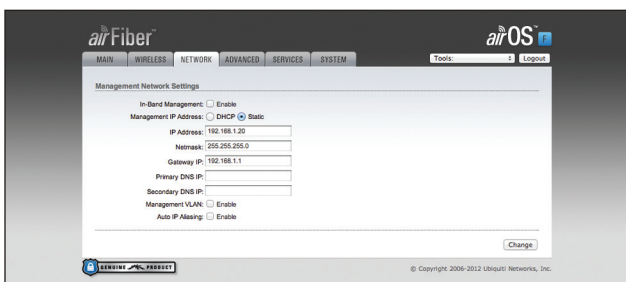 airFiber™ airOS™ F
MAIN WIRELESS NETWORK ADVANCED SERVICES SYSTEM Tools: Logout
Management Network Settings
In-Band Management: Enable
Management IP Address: DHCP Static
IP Address: 192.168.1.20
Netmask: 255.255.255.0
Gateway IP: 192.168.1.1
Primary DNS IP:
Secondary DNS IP:
Management VLAN: Enable
Auto IP Aliasing: Enable
Change
GENUINE PRODUCT © Copyright 2006-2012 Ubiquiti Networks, Inc.